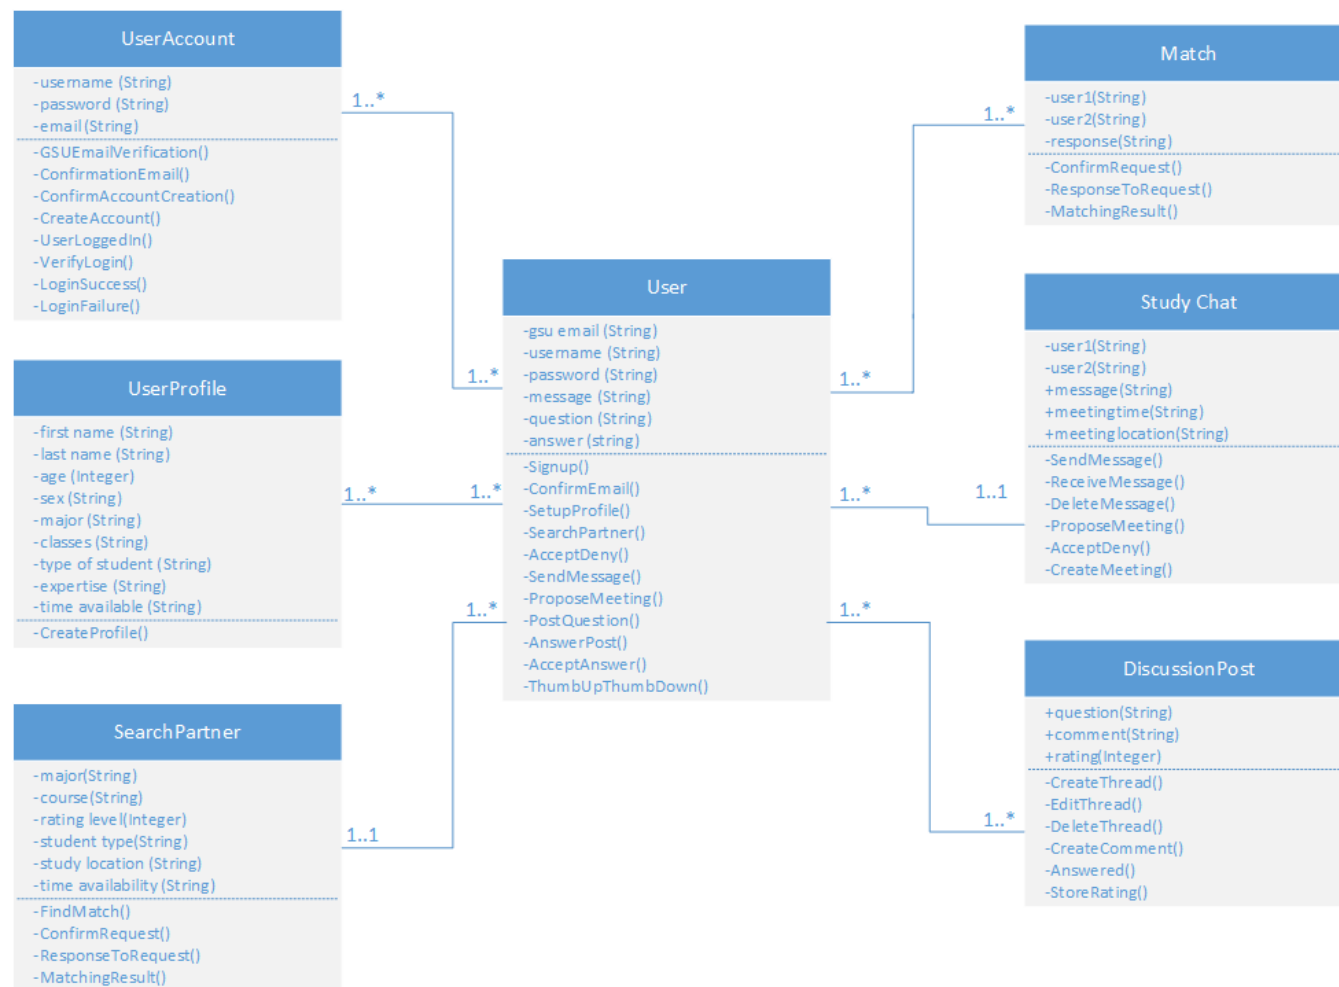 UserAccount
-username (String)
-password (String)
-email(String)
-GSUEmailVerification()
-ConfirmationEmail()
-ConfirmAccountCreation()
-CreateAccount()
-UserLoggedIn()
-VerifyLogin()
-LoginSuccess()
-LoginFailure()
1..*
1..*
UserProfile
-first name (String)
-last name (String)
-age (Integer)
-sex (String)
-major (String)
-classes (String)
-type of student (String)
-expertise (String)
-time available (String)
-CreateProfile()
1..*
1..*
SearchPartner
-major(String)
-course(String)
-rating level(Integer)
-student type(String)
-study location (String)
-time availability (String)
-FindMatch()
-ConfirmRequest()
-ResponseToRequest()
-MatchingResult()
1..1
1..*
User
-gsu email (String)
-username (String)
-password (String)
-message (String)
-question (String)
-answer (string)
-Signup()
-ConfirmEmail()
-SetupProfile()
-SearchPartner()
-AcceptDeny()
-SendMessage()
-ProposeMeeting()
-PostQuestion()
-AnswerPost()
-AcceptAnswer()
-ThumbUpThumbDown()
1..*
1..*
Match
-user1(String)
-user2(String)
-response(String)
-ConfirmRequest()
-ResponseToRequest()
-MatchingResult()
1..*
1..1
Study Chat
-user1(String)
-user2(String)
+message(String)
+meetingtime(String)
+meetinglocation(String)
-SendMessage()
-ReceiveMessage()
-DeleteMessage()
-ProposeMeeting()
-AcceptDeny()
-CreateMeeting()
1..*
1..*
DiscussionPost
+question(String)
+comment(String)
+rating(Integer)
-CreateThread()
-EditThread()
-DeleteThread()
-CreateComment()
-Answered()
-StoreRating()